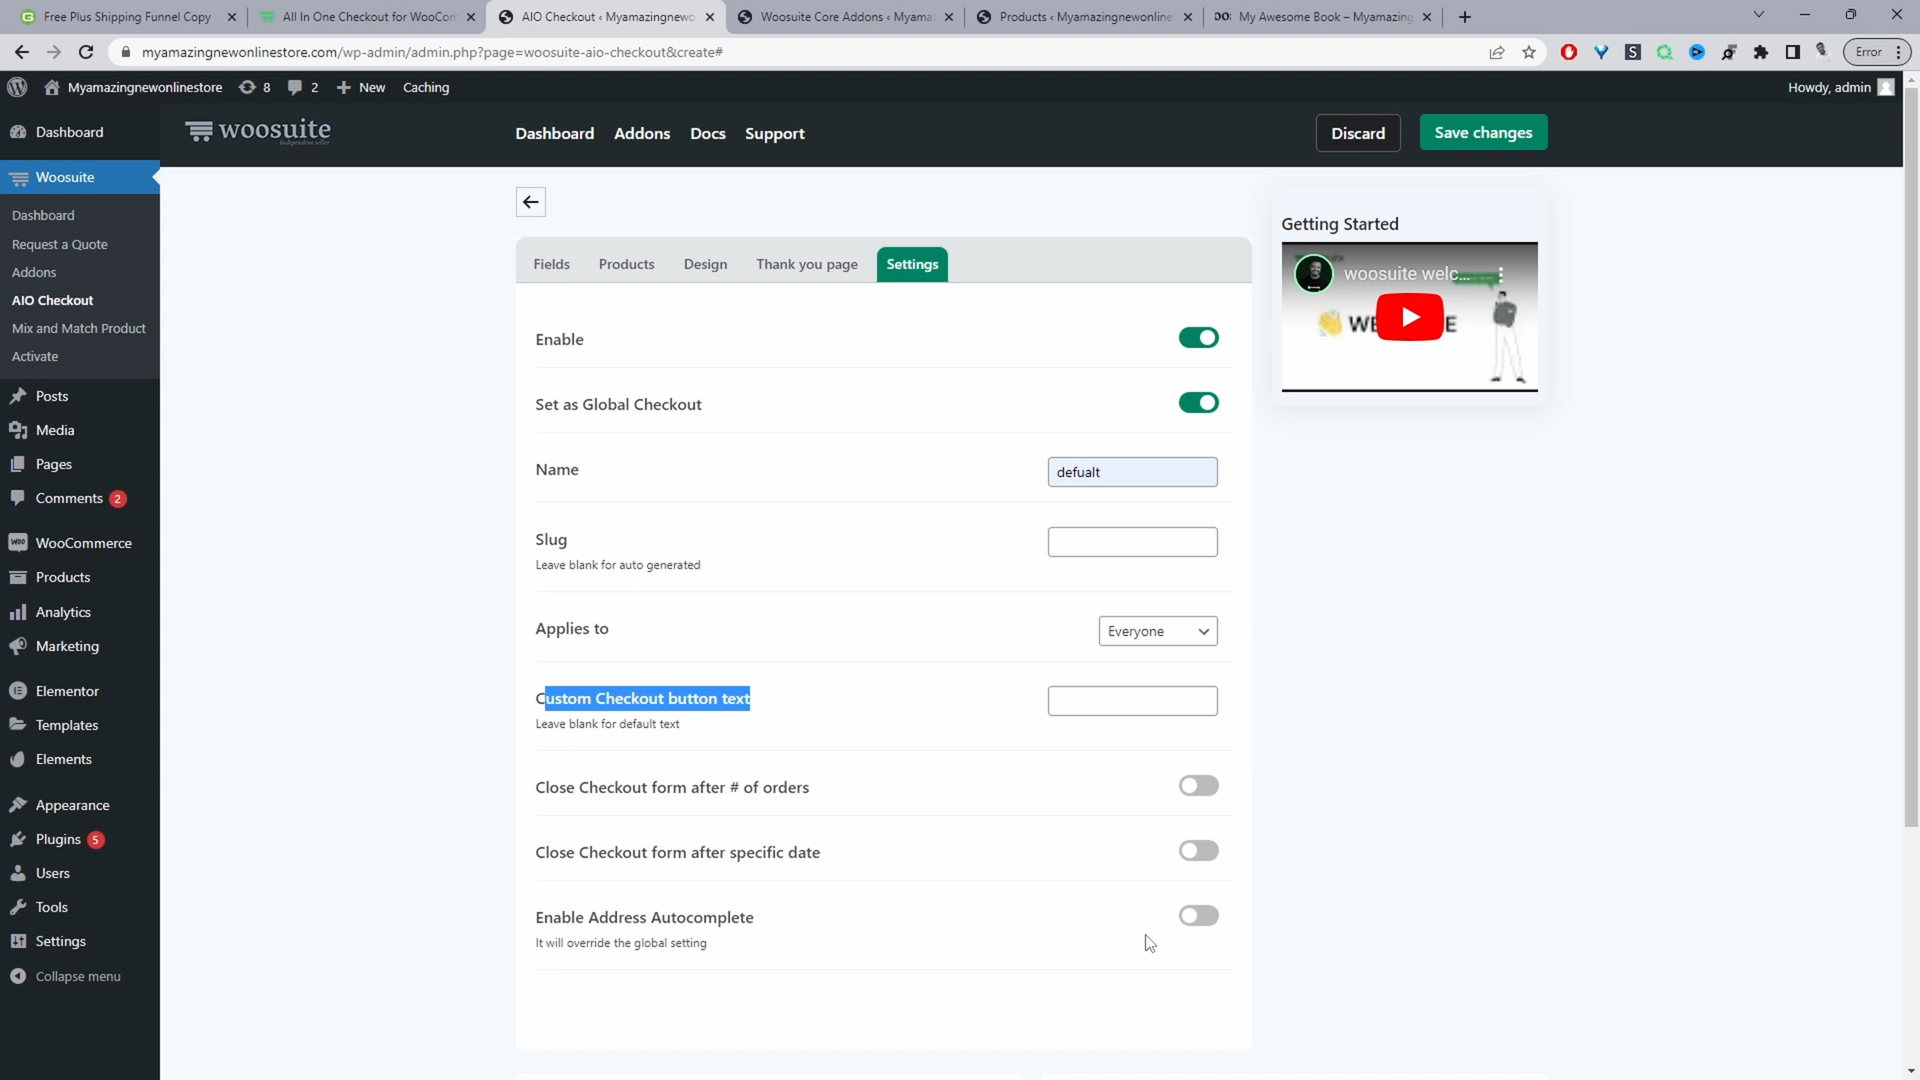 Free Plus Shipping Funnel Copy
All In One Checkout for WooCom
AIO Checkout ‹ Myamazingnewo
Woosuite Core Addons ‹ Myama
Products ‹ Myamazingnewonline
My Awesome Book – Myamazing
myamazingnewonlinestore.com/wp-admin/admin.php?page=woosuite-aio-checkout&create#
Error
Myamazingnewonlinestore
8
2
New
Caching
Howdy, admin
Dashboard
Woosuite
Dashboard
Request a Quote
Addons
AIO Checkout
Mix and Match Product
Activate
Posts
Media
Pages
Comments 2
WooCommerce
Products
Analytics
Marketing
Elementor
Templates
Elements
Appearance
Plugins 5
Users
Tools
Settings
Collapse menu
woosuite
Independent seller
Dashboard Addons Docs Support
Discard
Save changes
Fields Products Design Thank you page Settings
Enable
Set as Global Checkout
Name
defualt
Slug
Leave blank for auto generated
Applies to
Everyone
Custom Checkout button text
Leave blank for default text
Close Checkout form after # of orders
Close Checkout form after specific date
Enable Address Autocomplete
It will override the global setting
Getting Started
woosuite welc...
WE E